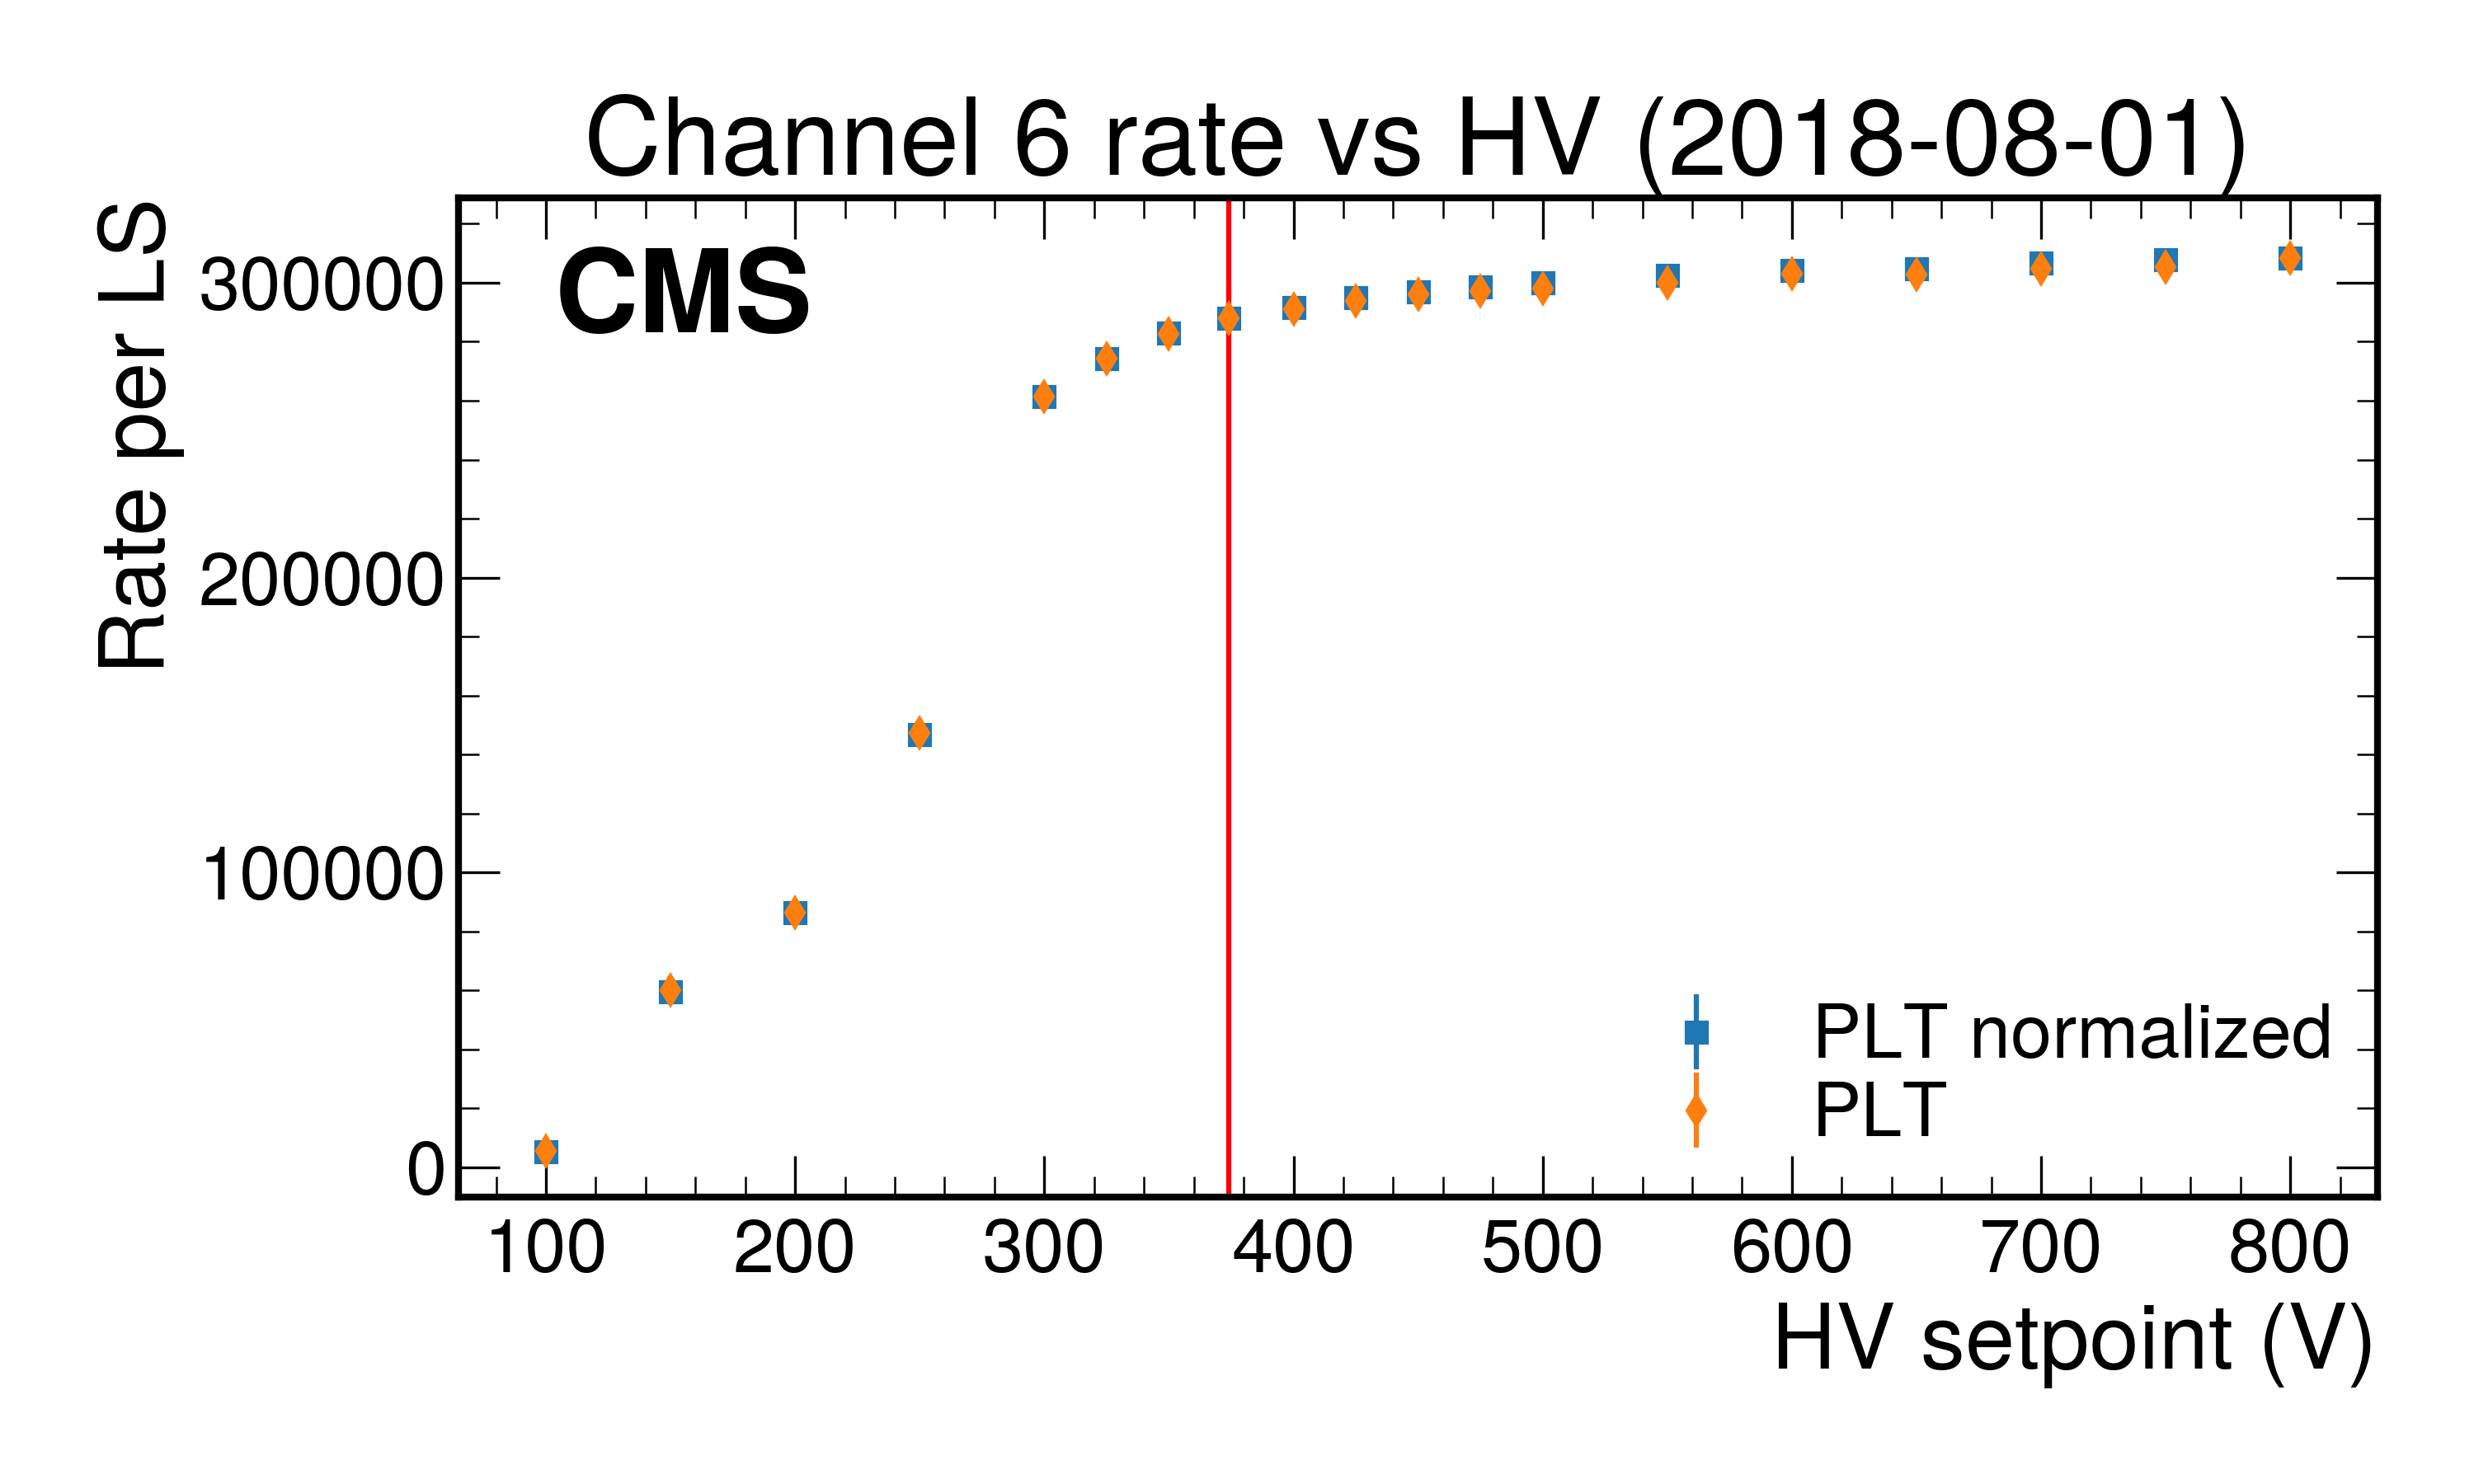 Channel 6 rate vs HV (2018-08-01)
CMS
Rate per LS
300000
200000
100000
0
PLT normalized
PLT
100 200 300 400 500 600 700 800
HV setpoint (V)